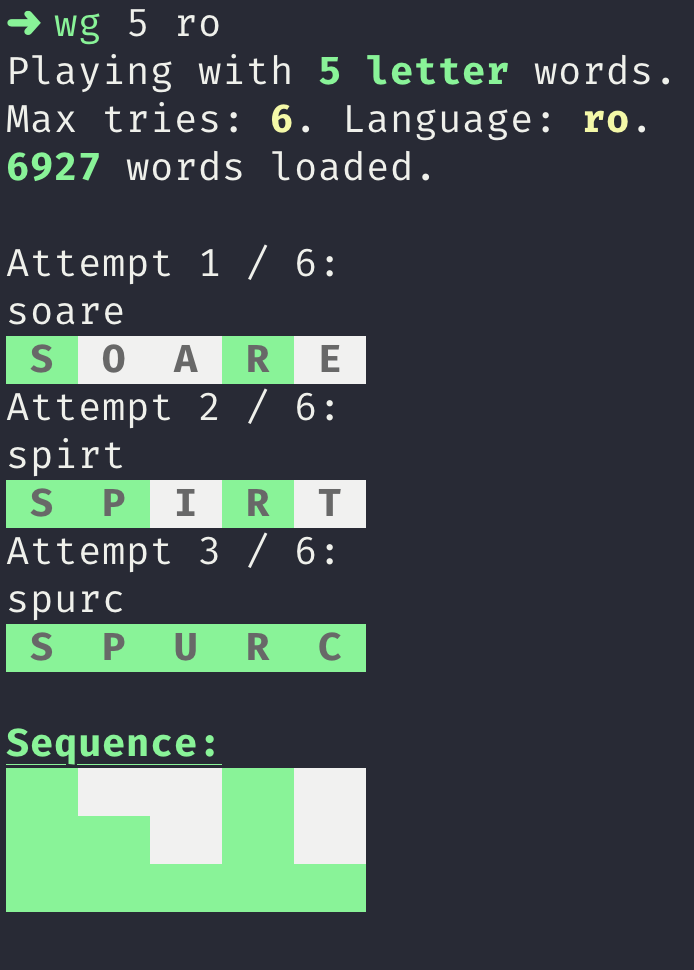 ➜ wg 5 ro
Playing with 5 letter words.
Max tries: 6. Language: ro.
6927 words loaded.
Attempt 1 / 6:
soare
S O A R E
Attempt 2 / 6:
spirt
S P I R T
Attempt 3 / 6:
spurc
S P U R C
Sequence: